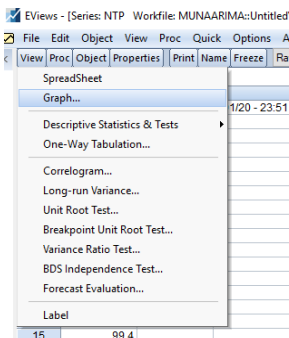 EViews - [Series: NTP Workfile: MUNAARIMA::Untitled
File Edit Object View Proc Quick Options A
View Proc Object Properties Print Name Freeze Ra
SpreadSheet
Graph...
1/20 - 23:51
Descriptive Statistics & Tests
One-Way Tabulation...
Correlogram...
Long-run Variance...
Unit Root Test...
Breakpoint Unit Root Test...
Variance Ratio Test...
BDS Independence Test...
Forecast Evaluation...
Label
15 99.4